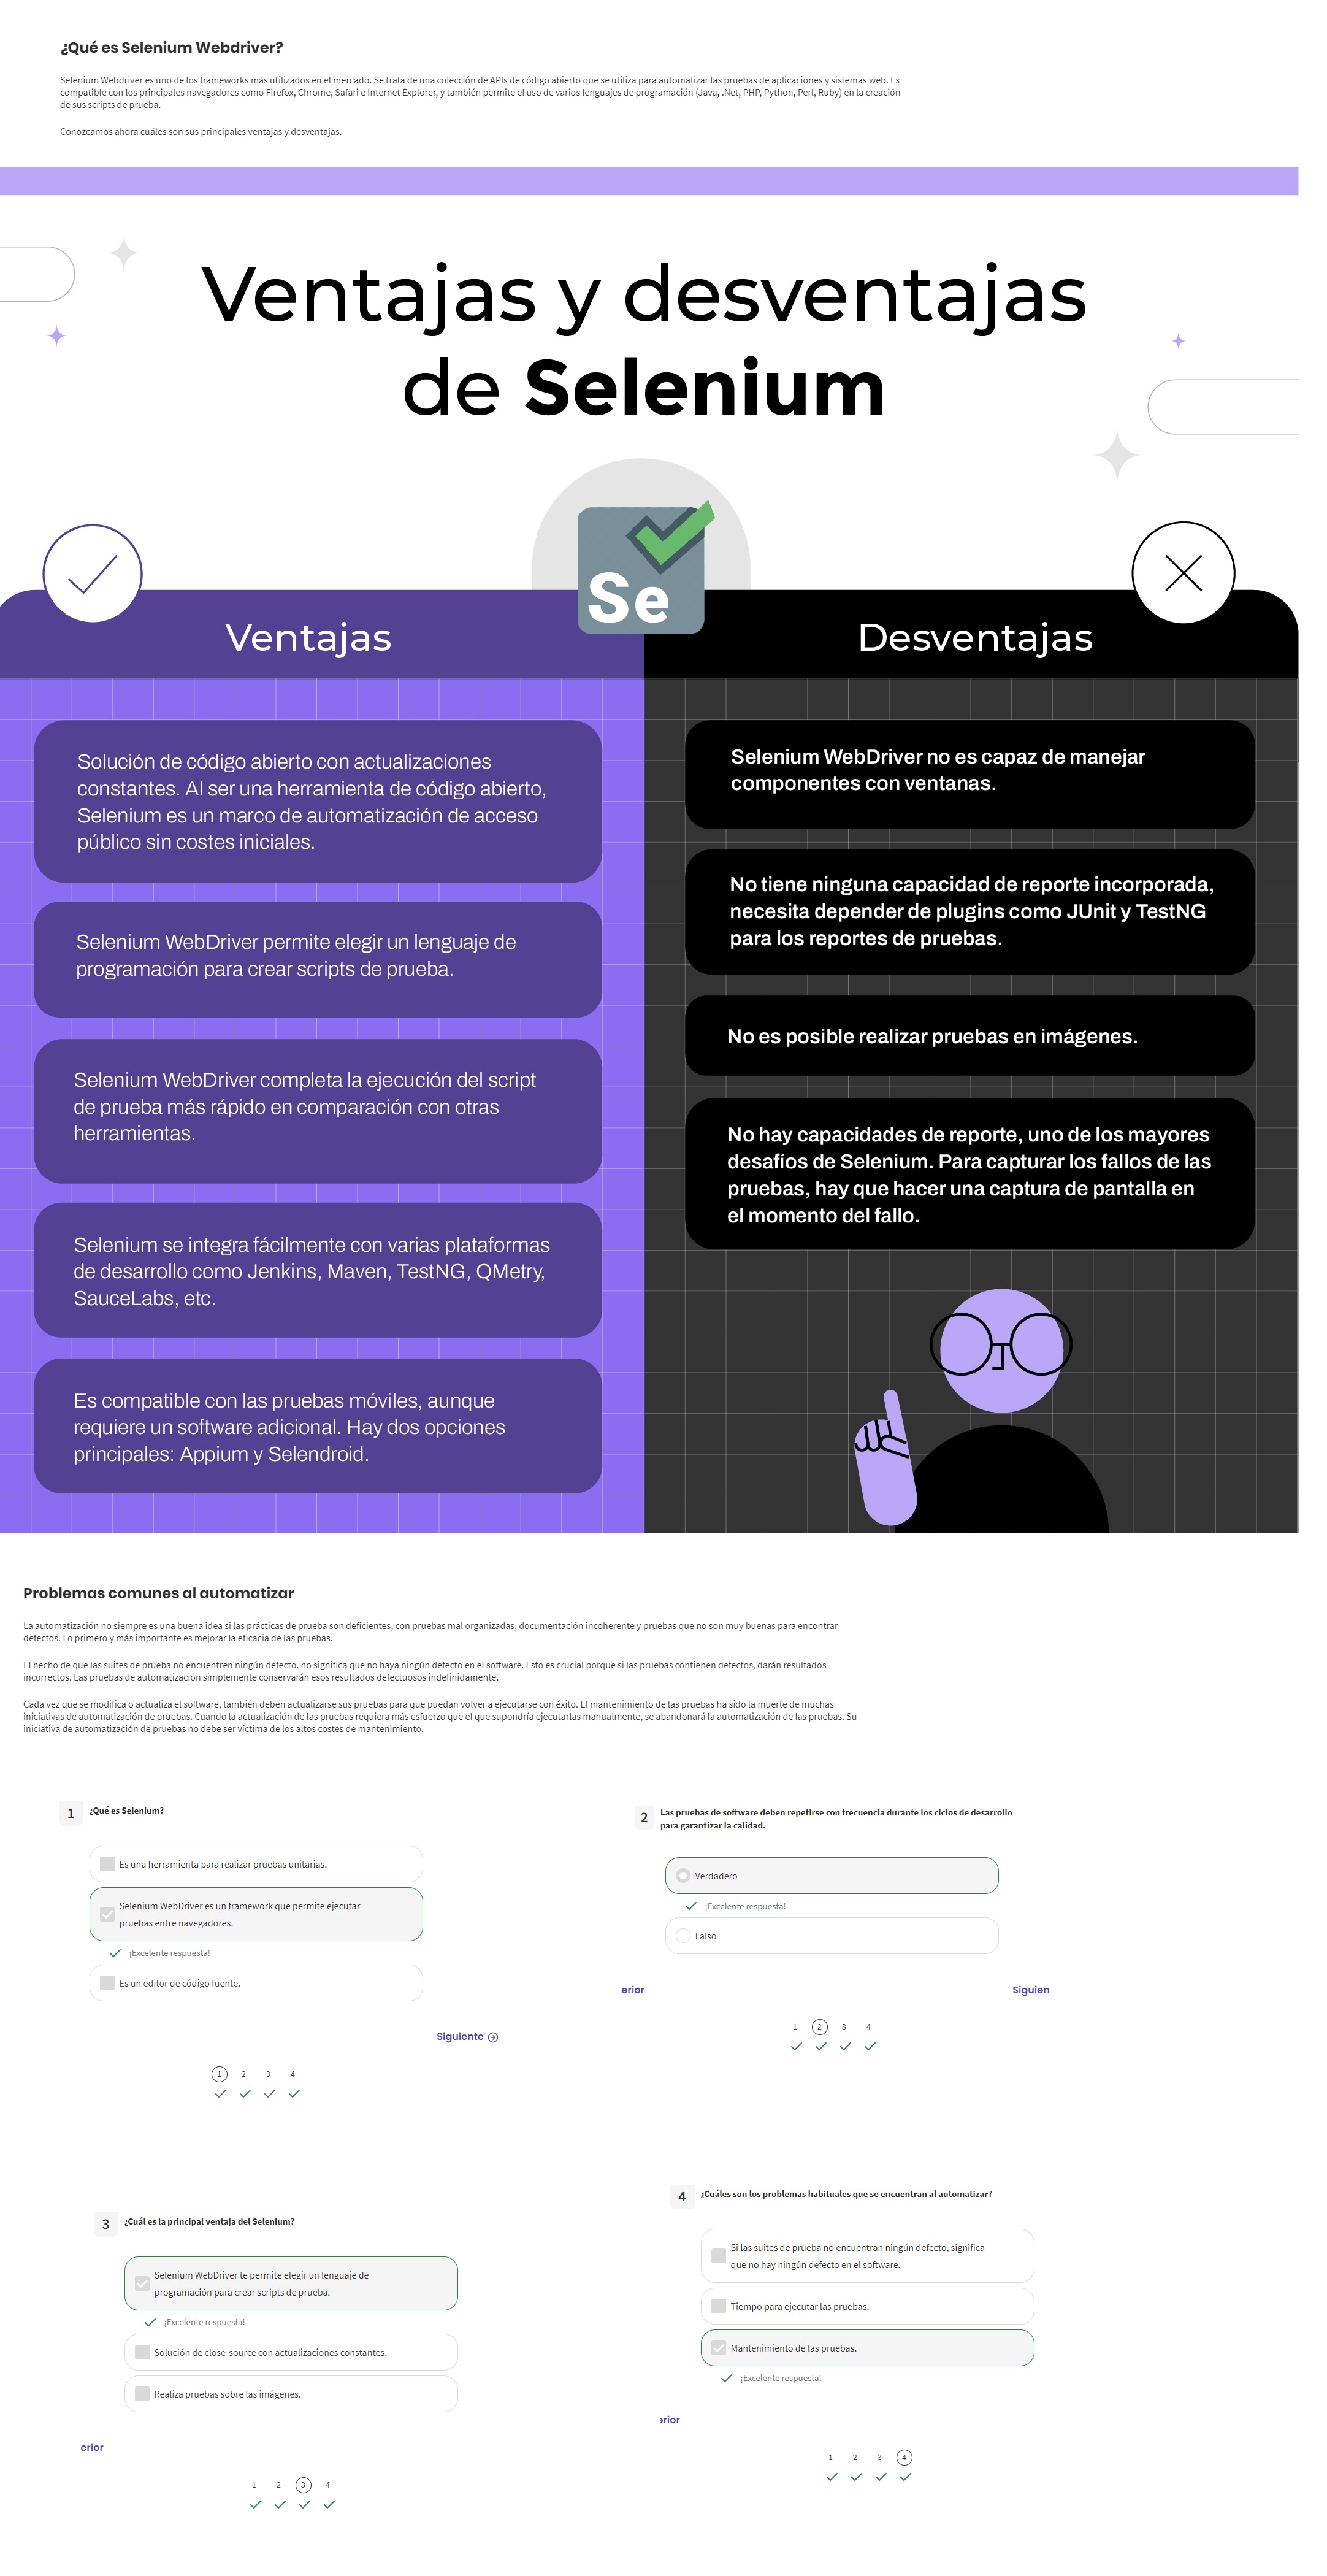 ¿Qué es Selenium Webdriver?
Selenium Webdriver es uno de los frameworks más utilizados en el mercado. Se trata de una colección de APIs de código abierto que se utiliza para automatizar las pruebas de aplicaciones y sistemas web. Es
compatible con los principales navegadores como Firefox, Chrome, Safari e Internet Explorer, y también permite el uso de varios lenguajes de programación (Java, .Net, PHP, Python, Perl, Ruby) en la creación
de sus scripts de prueba.
Conozcamos ahora cuáles son sus principales ventajas y desventajas.
Ventajas y desventajas
de Selenium
Se
Ventajas
Solución de código abierto con actualizaciones
constantes. Al ser una herramienta de código abierto,
Selenium es un marco de automatización de acceso
público sin costes iniciales.
Selenium WebDriver permite elegir un lenguaje de
programación para crear scripts de prueba.
Selenium WebDriver completa la ejecución del script
de prueba más rápido en comparación con otras
herramientas.
Selenium se integra fácilmente con varias plataformas
de desarrollo como Jenkins, Maven, TestNG, QMetry,
SauceLabs, etc.
Es compatible con las pruebas móviles, aunque
requiere un software adicional. Hay dos opciones
principales: Appium y Selendroid.
Desventajas
Selenium WebDriver no es capaz de manejar
componentes con ventanas.
No tiene ninguna capacidad de reporte incorporada,
necesita depender de plugins como JUnit y TestNG
para los reportes de pruebas.
No es posible realizar pruebas en imágenes.
No hay capacidades de reporte, uno de los mayores
desafíos de Selenium. Para capturar los fallos de las
pruebas, hay que hacer una captura de pantalla en
el momento del fallo.
Problemas comunes al automatizar
La automatización no siempre es una buena idea si las prácticas de prueba son deficientes, con pruebas mal organizadas, documentación incoherente y pruebas que no son muy buenas para encontrar
defectos. Lo primero y más importante es mejorar la eficacia de las pruebas.
El hecho de que las suites de prueba no encuentren ningún defecto, no significa que no haya ningún defecto en el software. Esto es crucial porque si las pruebas contienen defectos, darán resultados
incorrectos. Las pruebas de automatización simplemente conservarán esos resultados defectuosos indefinidamente.
Cada vez que se modifica o actualiza el software, también deben actualizarse sus pruebas para que puedan volver a ejecutarse con éxito. El mantenimiento de las pruebas ha sido la muerte de muchas
iniciativas de automatización de pruebas. Cuando la actualización de las pruebas requiera más esfuerzo que el que supondría ejecutarlas manualmente, se abandonará la automatización de las pruebas. Su
iniciativa de automatización de pruebas no debe ser víctima de los altos costes de mantenimiento.
1 ¿Qué es Selenium?
Es una herramienta para realizar pruebas unitarias.
Selenium WebDriver es un framework que permite ejecutar
pruebas entre navegadores.
¡Excelente respuesta!
Es un editor de código fuente.
Siguiente
1 2 3 4
2 Las pruebas de software deben repetirse con frecuencia durante los ciclos de desarrollo
para garantizar la calidad.
Verdadero
¡Excelente respuesta!
Falso
erior
Siguien
1 2 3 4
3 ¿Cuál es la principal ventaja del Selenium?
Selenium WebDriver te permite elegir un lenguaje de
programación para crear scripts de prueba.
¡Excelente respuesta!
Solución de close-source con actualizaciones constantes.
Realiza pruebas sobre las imágenes.
erior
1 2 3 4
4 ¿Cuáles son los problemas habituales que se encuentran al automatizar?
Si las suites de prueba no encuentran ningún defecto, significa
que no hay ningún defecto en el software.
Tiempo para ejecutar las pruebas.
Mantenimiento de las pruebas.
¡Excelente respuesta!
erior
1 2 3 4